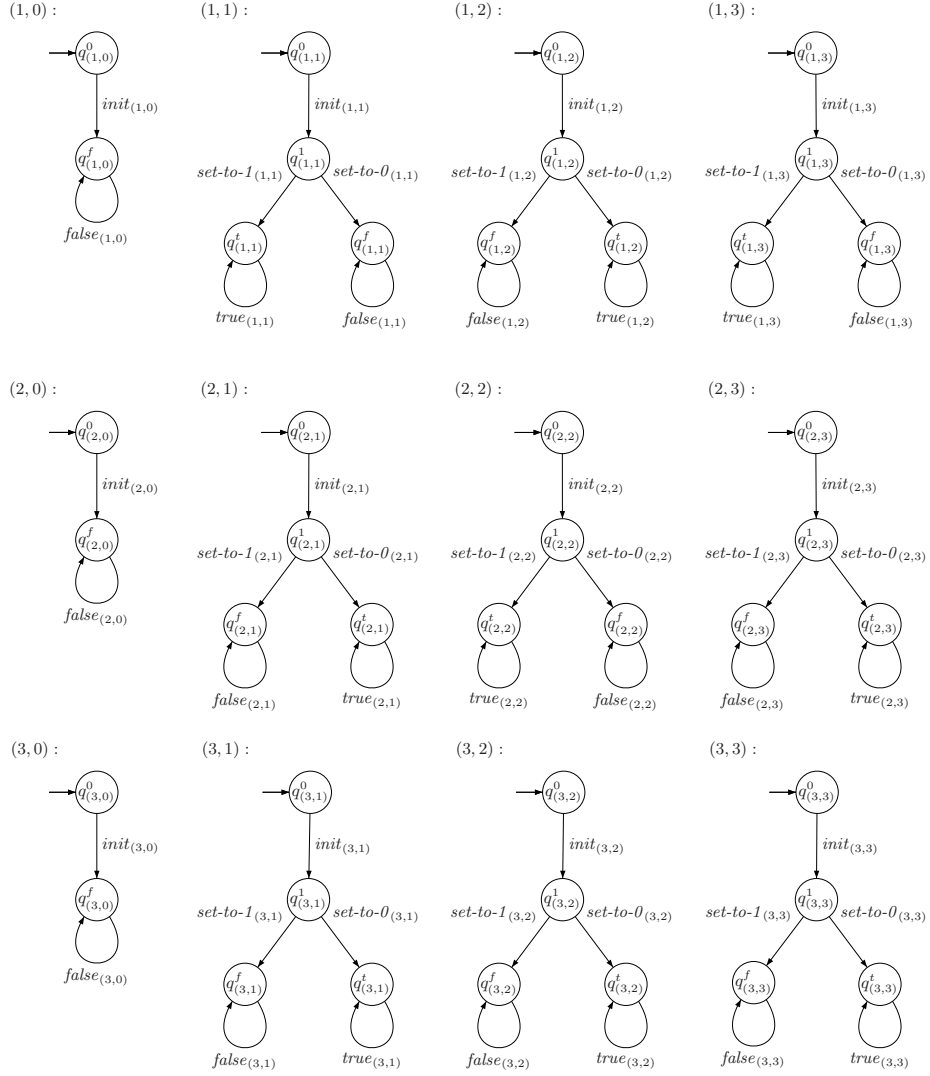 (1, 0) : (1, 1) : (1, 2) : (1, 3) :
q^0_{(1,0)} q^0_{(1,1)} q^0_{(1,2)} q^0_{(1,3)}
init_{(1,0)} init_{(1,1)} init_{(1,2)} init_{(1,3)}
q^f_{(1,0)} q^1_{(1,1)} q^1_{(1,2)} q^1_{(1,3)}
set-to-1_{(1,1)} set-to-0_{(1,1)} set-to-1_{(1,2)} set-to-0_{(1,2)} set-to-1_{(1,3)} set-to-0_{(1,3)}
false_{(1,0)} q^t_{(1,1)} q^f_{(1,1)} q^f_{(1,2)} q^t_{(1,2)} q^t_{(1,3)} q^f_{(1,3)}
true_{(1,1)} false_{(1,1)} false_{(1,2)} true_{(1,2)} true_{(1,3)} false_{(1,3)}
(2, 0) : (2, 1) : (2, 2) : (2, 3) :
q^0_{(2,0)} q^0_{(2,1)} q^0_{(2,2)} q^0_{(2,3)}
init_{(2,0)} init_{(2,1)} init_{(2,2)} init_{(2,3)}
q^f_{(2,0)} q^1_{(2,1)} q^1_{(2,2)} q^1_{(2,3)}
set-to-1_{(2,1)} set-to-0_{(2,1)} set-to-1_{(2,2)} set-to-0_{(2,2)} set-to-1_{(2,3)} set-to-0_{(2,3)}
false_{(2,0)} q^f_{(2,1)} q^t_{(2,1)} q^t_{(2,2)} q^f_{(2,2)} q^f_{(2,3)} q^t_{(2,3)}
false_{(2,1)} true_{(2,1)} true_{(2,2)} false_{(2,2)} false_{(2,3)} true_{(2,3)}
(3, 0) : (3, 1) : (3, 2) : (3, 3) :
q^0_{(3,0)} q^0_{(3,1)} q^0_{(3,2)} q^0_{(3,3)}
init_{(3,0)} init_{(3,1)} init_{(3,2)} init_{(3,3)}
q^f_{(3,0)} q^1_{(3,1)} q^1_{(3,2)} q^1_{(3,3)}
set-to-1_{(3,1)} set-to-0_{(3,1)} set-to-1_{(3,2)} set-to-0_{(3,2)} set-to-1_{(3,3)} set-to-0_{(3,3)}
false_{(3,0)} q^f_{(3,1)} q^t_{(3,1)} q^f_{(3,2)} q^t_{(3,2)} q^f_{(3,3)} q^t_{(3,3)}
false_{(3,1)} true_{(3,1)} false_{(3,2)} true_{(3,2)} false_{(3,3)} true_{(3,3)}